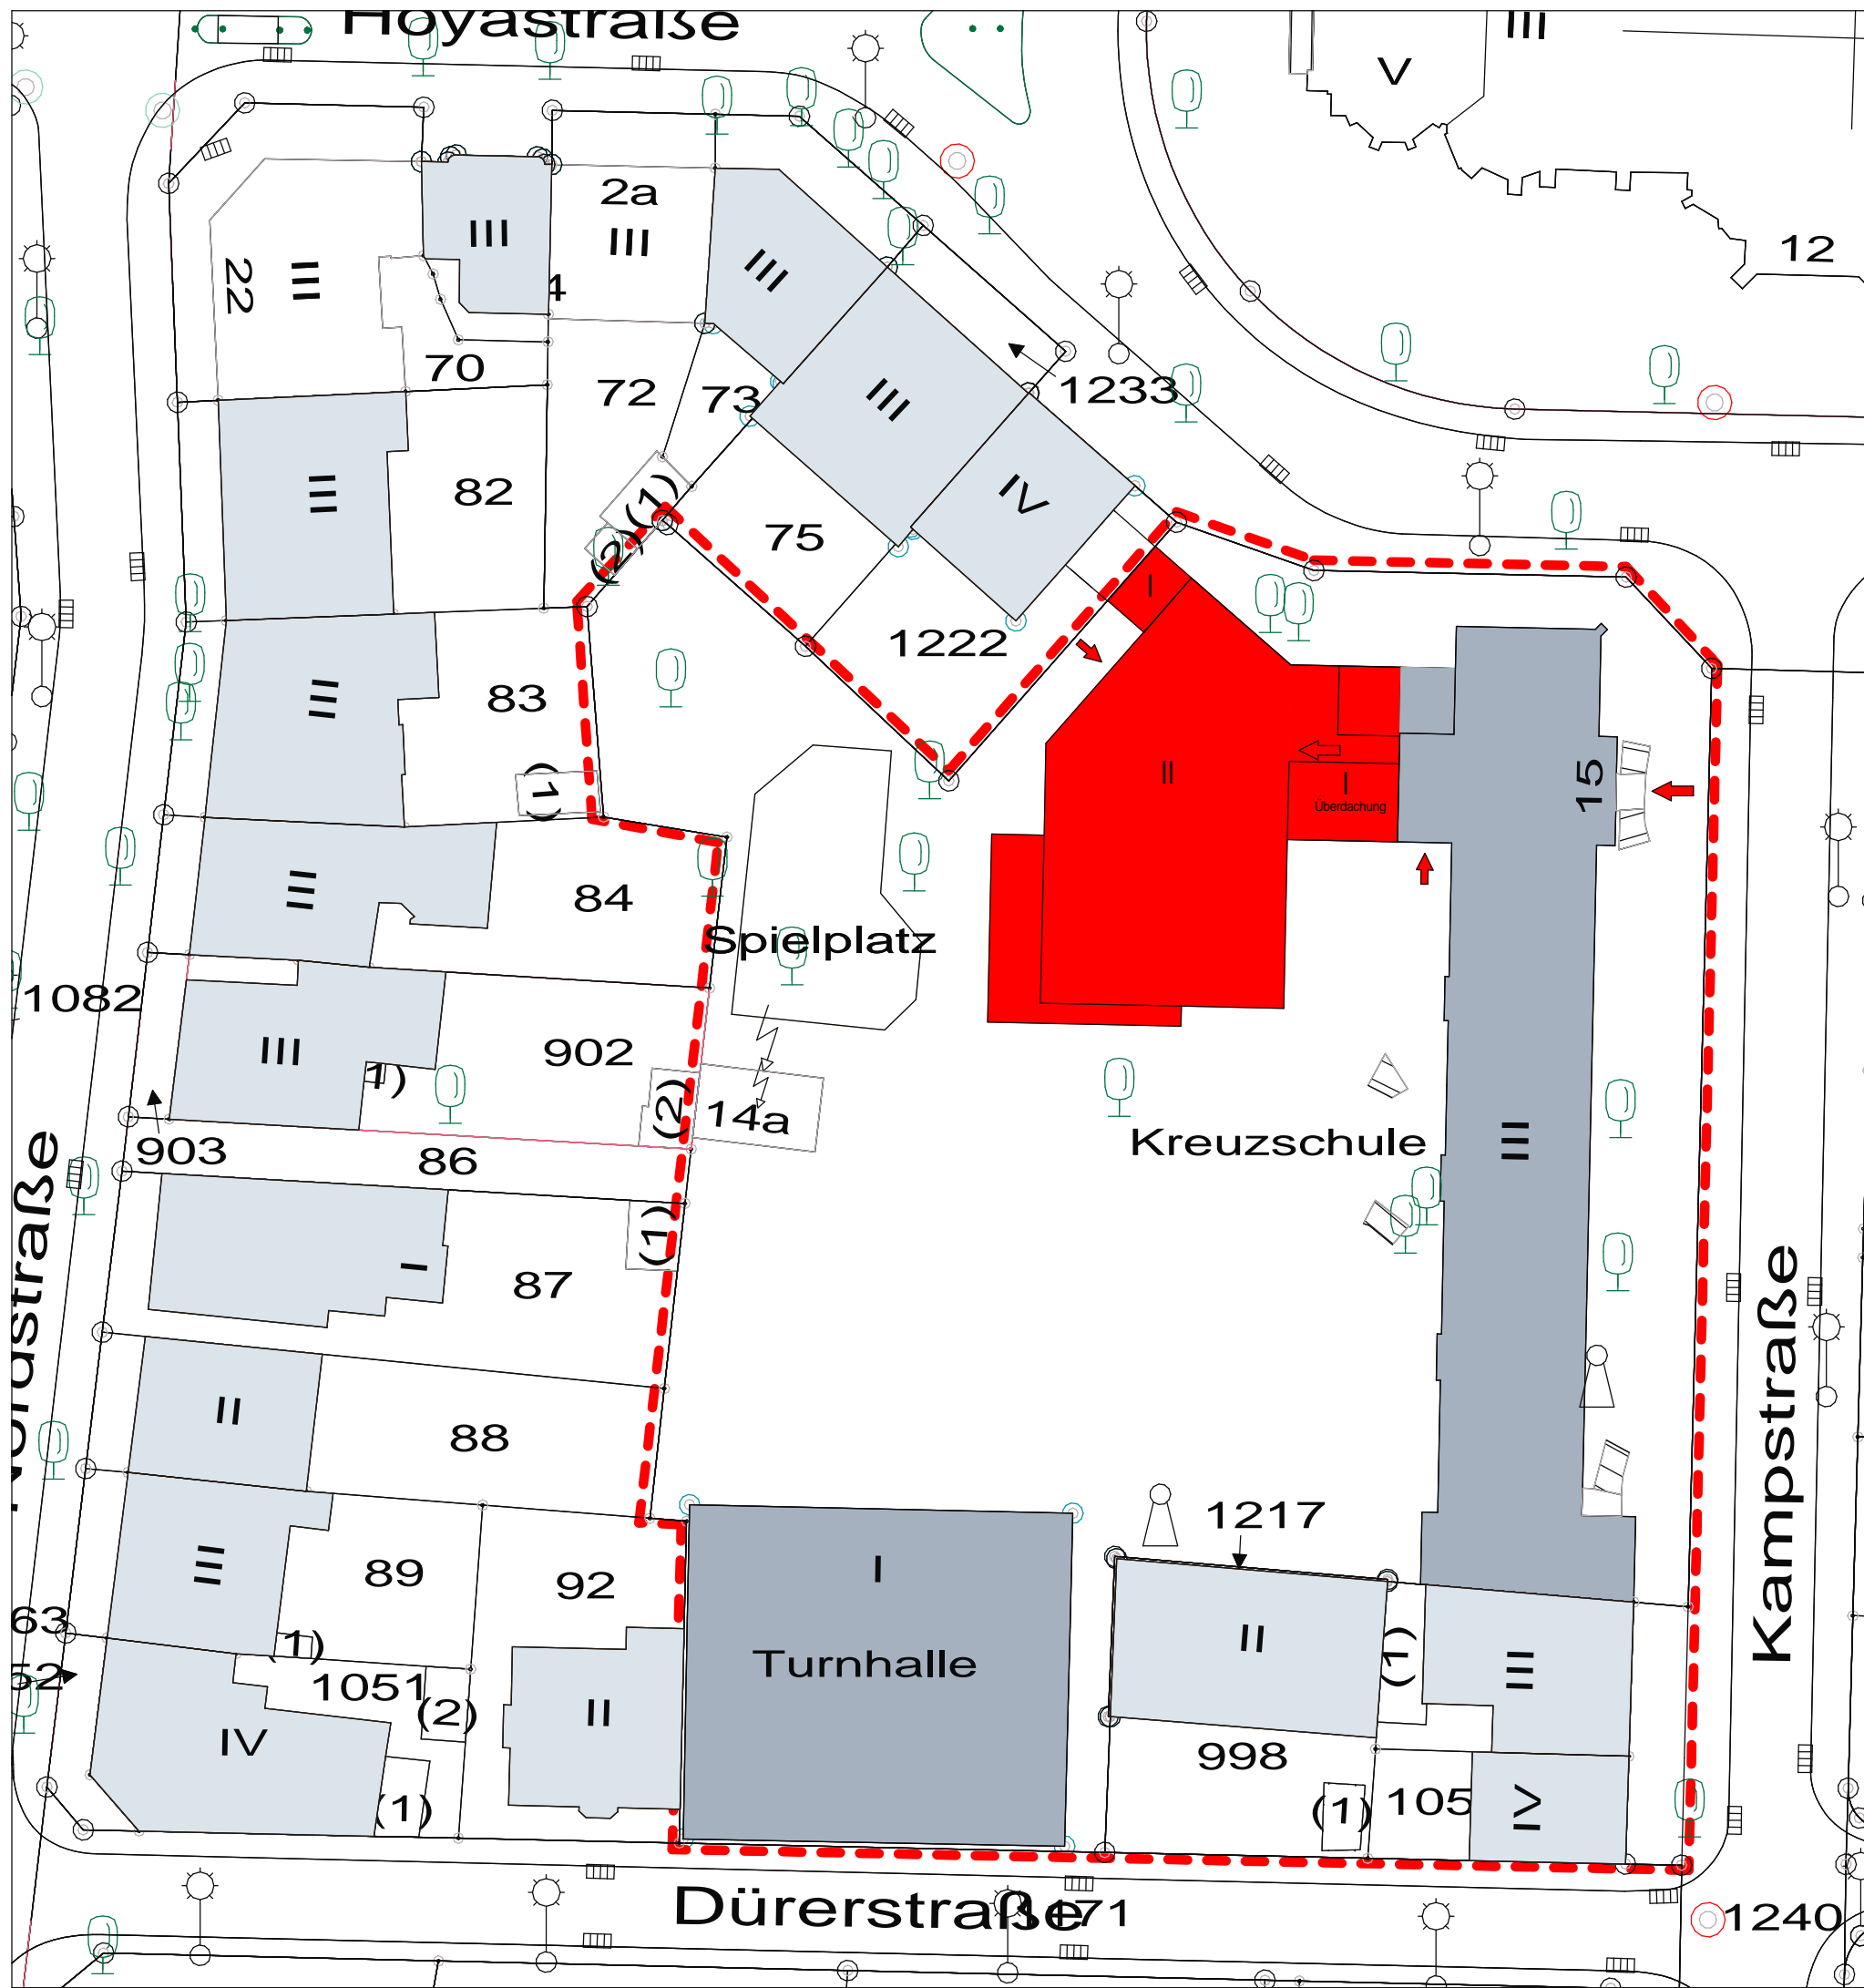 Hoyastraße
III
V
2a
III
III
12
III
22
III
4
70
72
73
1233
III
82
III
(1)
IV
75
(2)
I
1222
III
83
15
II
I
Überdachung
(1)
III
84
Spielplatz
1082
III
902
1)
(2)
14a
903
86
Kreuzschule
III
(1)
I
87
Nordstraße
Kampstraße
II
88
1217
III
89
92
I
63
1)
Turnhalle
II
(1)
III
52
1051
(2)
II
IV
998
(1)
(1)
105
IV
Dürerstraße
1171
1240